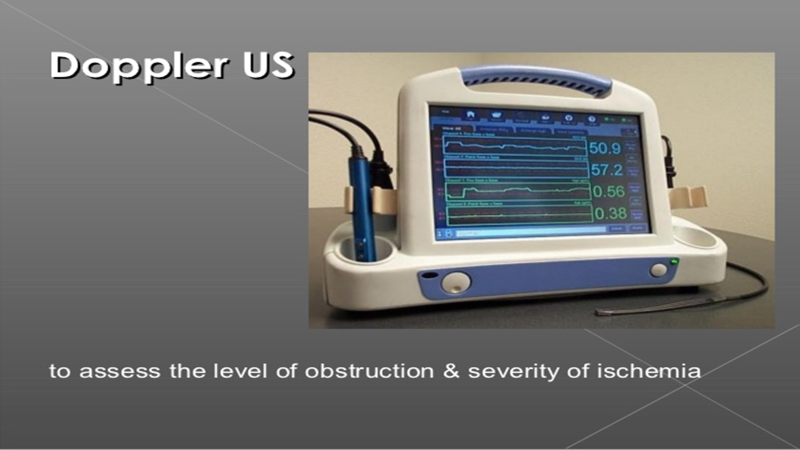 Doppler US
50.9
57.2
0.56
0.38
to assess the level of obstruction & severity of ischemia